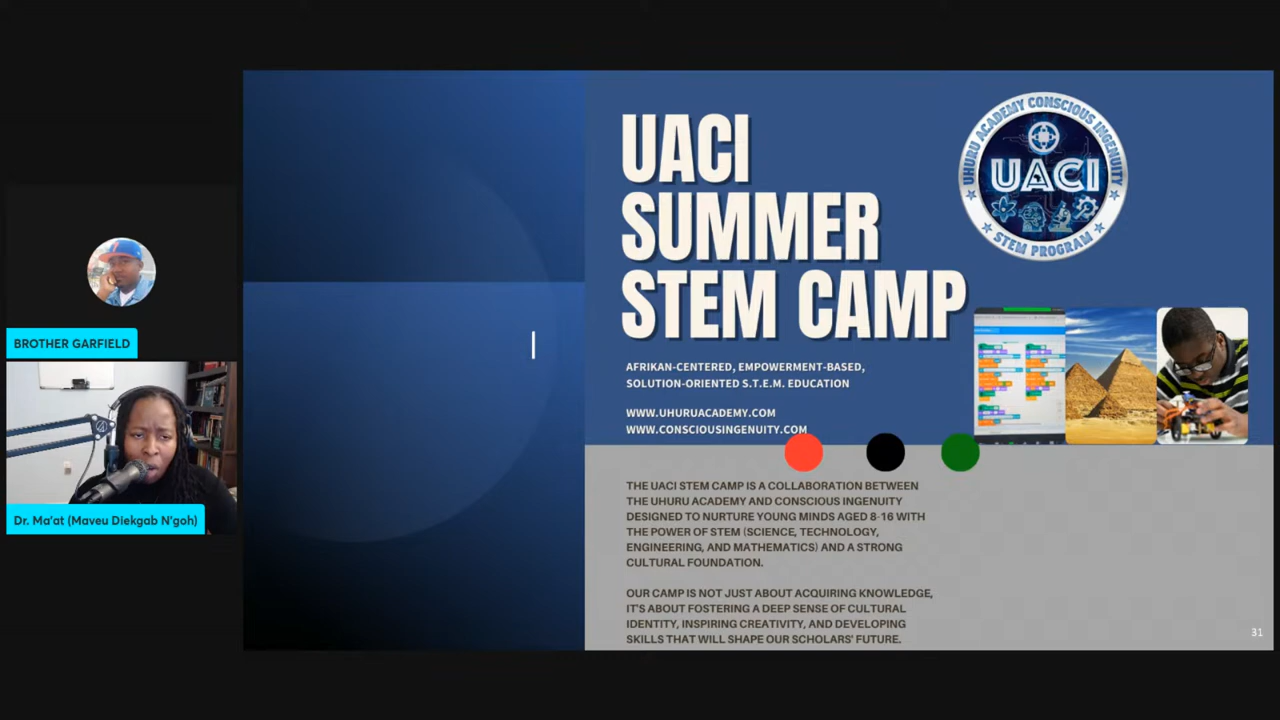 BROTHER GARFIELD
Dr. Ma'at (Maveu Diekgab N'goh)
UACI
SUMMER
STEM CAMP
AFRIKAN-CENTERED, EMPOWERMENT-BASED,
SOLUTION-ORIENTED S.T.E.M. EDUCATION
WWW.UHURUACADEMY.COM
WWW.CONSCIOUSINGENUITY.COM
UHURU ACADEMY CONSCIOUS INGENUITY
UACI
STEM PROGRAM
THE UACI STEM CAMP IS A COLLABORATION BETWEEN
THE UHURU ACADEMY AND CONSCIOUS INGENUITY
DESIGNED TO NURTURE YOUNG MINDS AGED 8-16 WITH
THE POWER OF STEM (SCIENCE, TECHNOLOGY,
ENGINEERING, AND MATHEMATICS) AND A STRONG
CULTURAL FOUNDATION.
OUR CAMP IS NOT JUST ABOUT ACQUIRING KNOWLEDGE,
IT'S ABOUT FOSTERING A DEEP SENSE OF CULTURAL
IDENTITY, INSPIRING CREATIVITY, AND DEVELOPING
SKILLS THAT WILL SHAPE OUR SCHOLARS' FUTURE.
31